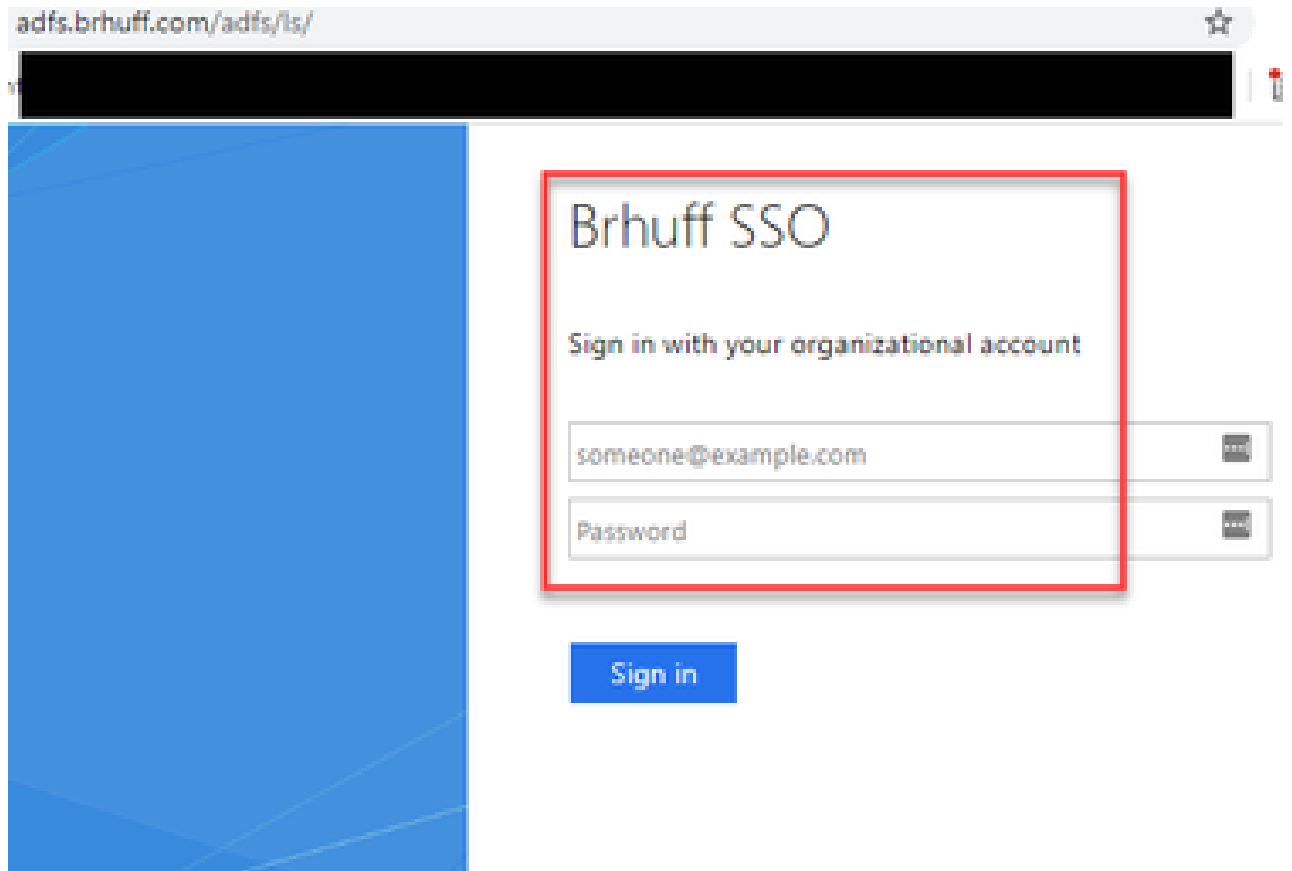 adfs.brhuff.com/adfs/ls/
Brhuff SSO
Sign in with your organizational account
someone@example.com
Password
Sign in